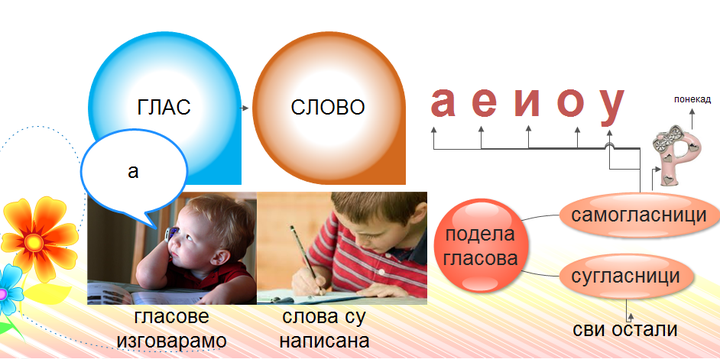 ГЛАС
СЛОВО
а е и о у
понекад
а
Р
самогласници
подела
гласова
сугласници
гласове
изговарамо
слова су
написана
сви остали